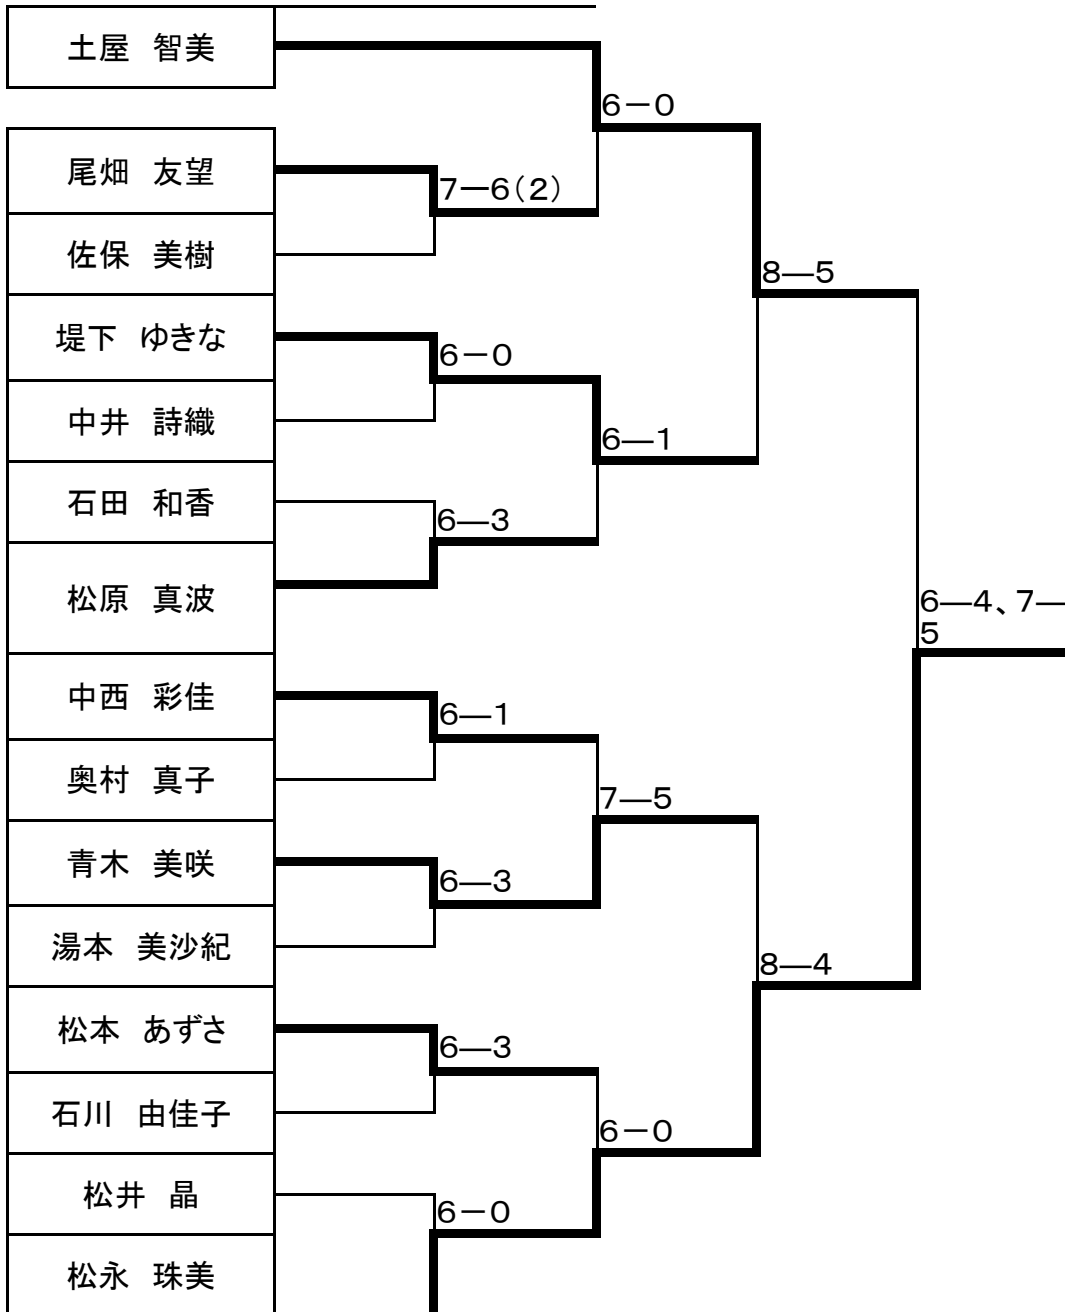 土屋　智美
6－0
尾畑　友望
7―6(2)
佐保　美樹
8―5
堤下　ゆきな
6－0
中井　詩織
6―1
石田　和香
6―3
松原　真波
6―4、7―
5
中西　彩佳
6―1
奥村　真子
7―5
青木　美咲
6―3
湯本　美沙紀
8―4
松本　あずさ
6―3
石川　由佳子
6－0
松井　晶
6－0
松永　珠美